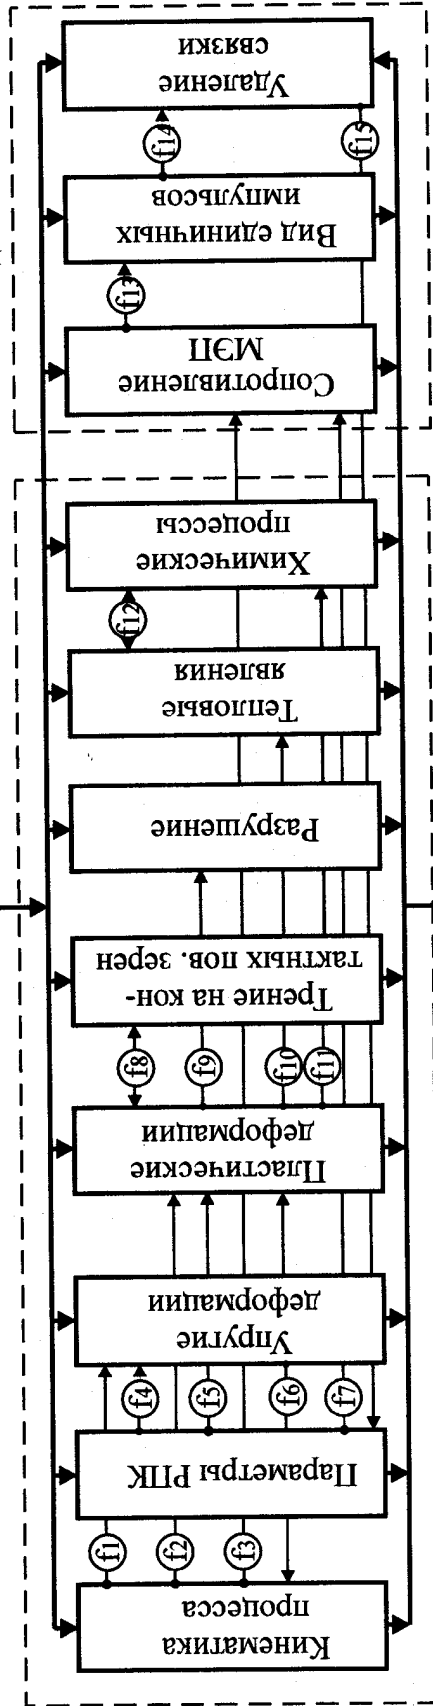 Кинематика
процесса
f1
f2
f3
Параметры РПК
f4
f5
f6
f7
Упругие
деформации
Пластические
деформации
f8
f9
f10
f11
Трение на кон-
тактных пов. зерен
Разрушение
Тепловые
явления
f12
Химические
процессы
Сопротивление
МЭП
f13
Вид единичных
импульсов
f14
f15
Удаление
связки